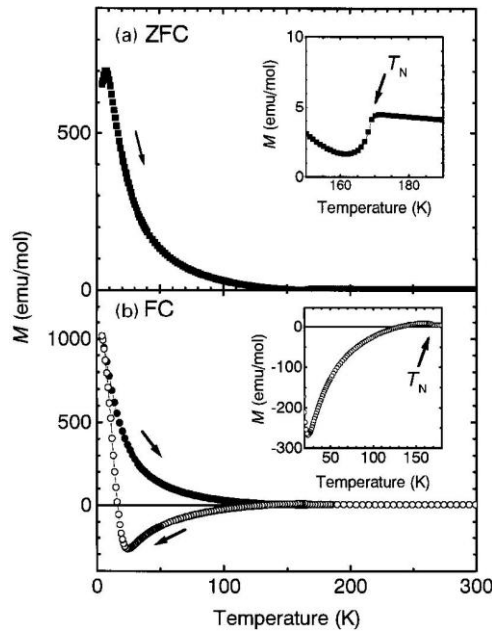 (a) ZFC
M (emu/mol)
500
0
M (emu/mol)
10
5
0
160
180
Temperature (K)
T_N
(b) FC
1000
500
0
0
100
200
300
Temperature (K)
M (emu/mol)
0
-100
-200
-300
50
100
150
Temperature (K)
T_N